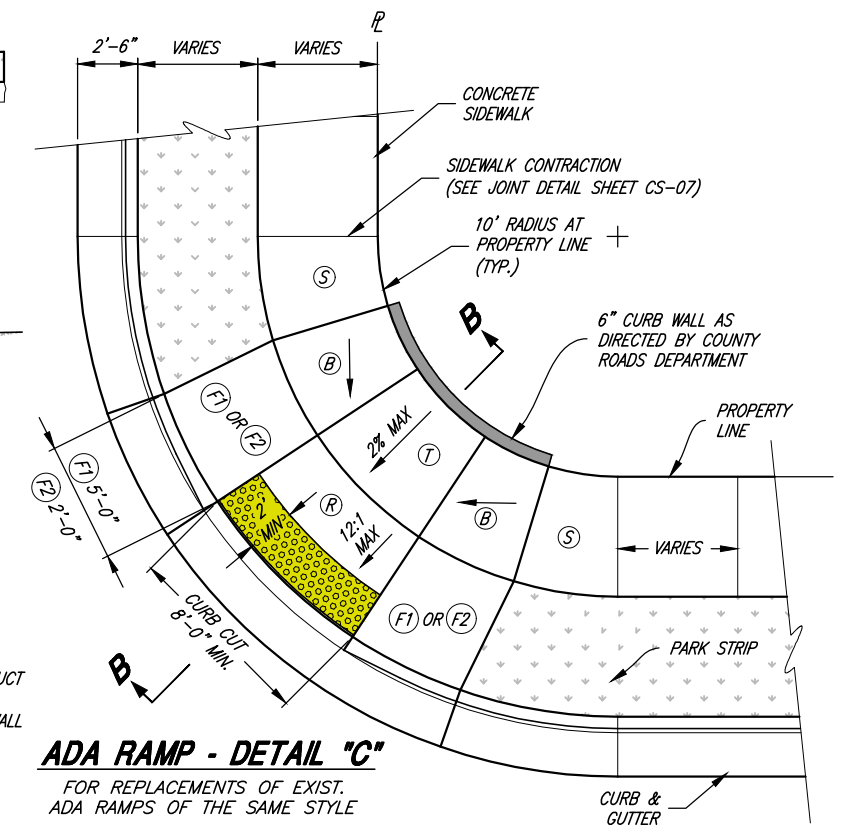 ℄
2'-6"
VARIES
VARIES
CONCRETE
SIDEWALK
SIDEWALK CONTRACTION
(SEE JOINT DETAIL SHEET CS-07)
10' RADIUS AT
PROPERTY LINE
(TYP.)
S
B
6" CURB WALL AS
DIRECTED BY COUNTY
ROADS DEPARTMENT
B
F1 OR F2
2% MAX
T
PROPERTY
LINE
F1 5'-0"
F2 2'-0"
2'
MIN
R
12:1
MAX
B
S
VARIES
CURB CUT
8'-0" MIN.
F1 OR F2
PARK STRIP
B
UCT
ALL
ADA RAMP - DETAIL "C"
FOR REPLACEMENTS OF EXIST.
ADA RAMPS OF THE SAME STYLE
CURB &
GUTTER